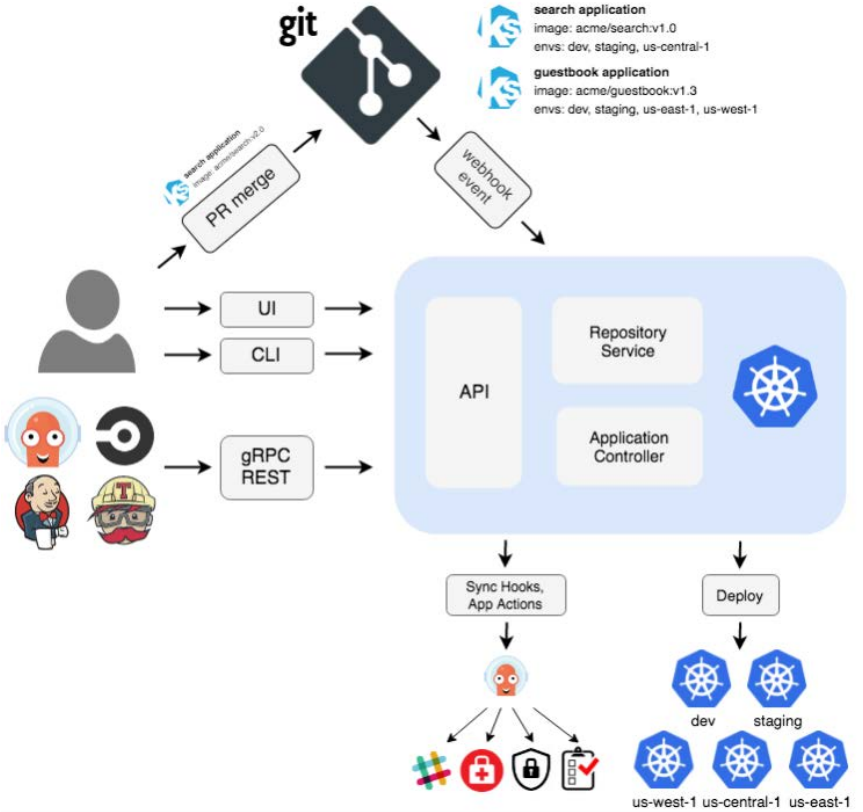 git
search application
image: acme/search:v1.0
envs: dev, staging, us-central-1
guestbook application
image: acme/guestbook:v1.3
envs: dev, staging, us-east-1, us-west-1
search application
image: acme/search:v2.0
PR merge
webhook
event
UI
CLI
gRPC
REST
API
Repository
Service
Application
Controller
Sync Hooks,
App Actions
Deploy
dev
staging
us-west-1
us-central-1
us-east-1
KS
KS
KS
T